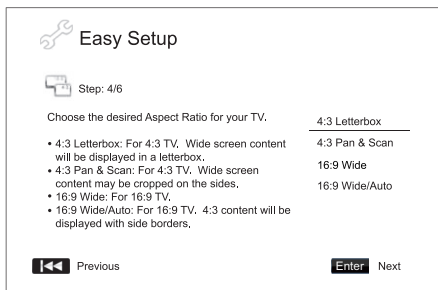 Easy Setup
Step: 4/6
Choose the desired Aspect Ratio for your TV.
• 4:3 Letterbox: For 4:3 TV. Wide screen content
will be displayed in a letterbox.
• 4:3 Pan & Scan: For 4:3 TV. Wide screen
content may be cropped on the sides.
• 16:9 Wide: For 16:9 TV.
• 16:9 Wide/Auto: For 16:9 TV. 4:3 content will be
displayed with side borders.
4:3 Letterbox
4:3 Pan & Scan
16:9 Wide
16:9 Wide/Auto
Previous
Enter Next